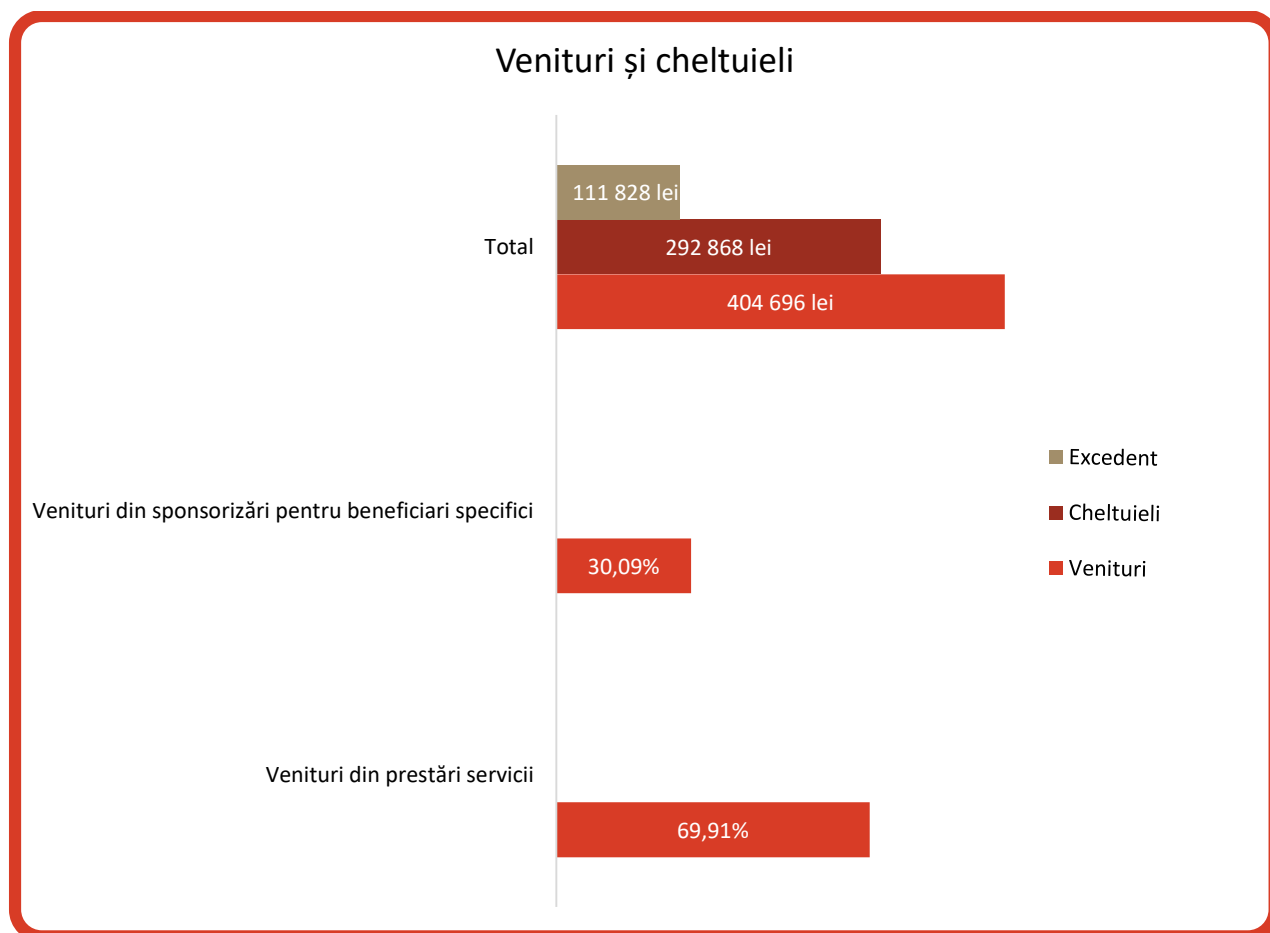 Venituri și cheltuieli
111 828 lei
Total
292 868 lei
404 696 lei
Excedent
Venituri din sponsorizări pentru beneficiari specifici
Cheltuieli
30,09%
Venituri
Venituri din prestări servicii
69,91%